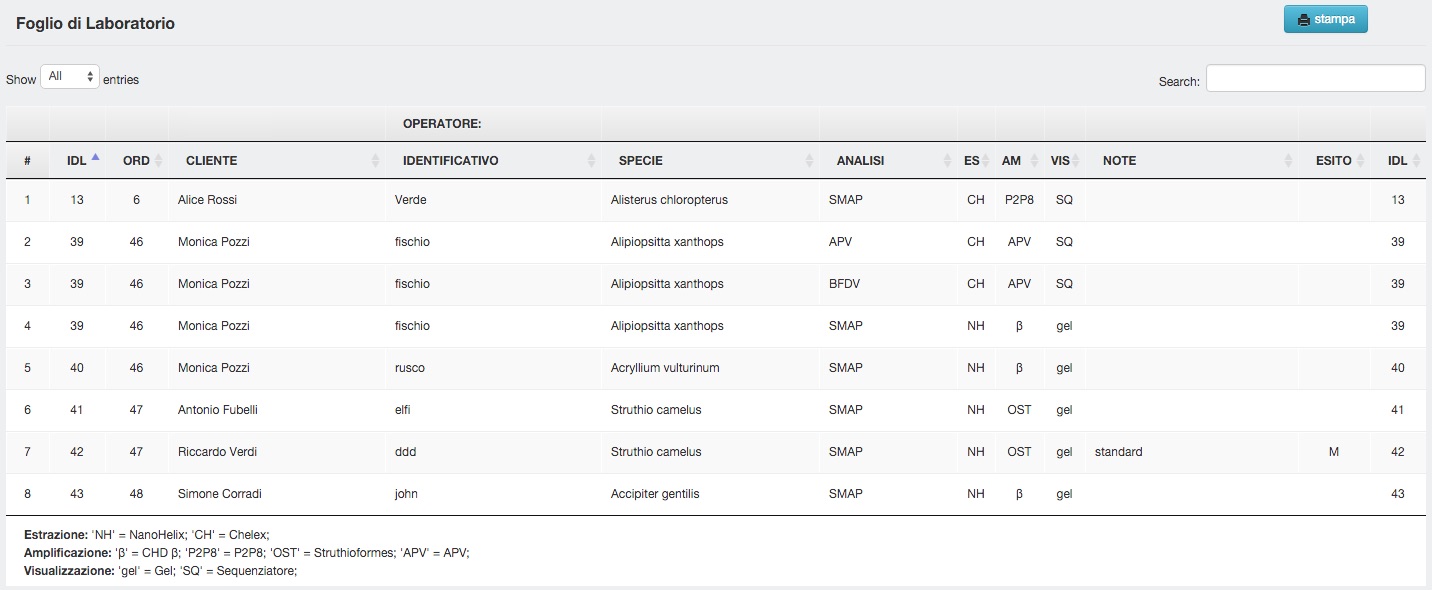 Foglio di Laboratorio
stampa
Show All entries
Search:
OPERATORE:
# IDL ORD CLIENTE IDENTIFICATIVO SPECIE ANALISI ES AM VIS NOTE ESITO IDL
1 13 6 Alice Rossi Verde Alisterus chloropterus SMAP CH P2P8 SQ 13
2 39 46 Monica Pozzi fischio Alipiopsitta xanthops APV CH APV SQ 39
3 39 46 Monica Pozzi fischio Alipiopsitta xanthops BFDV CH APV SQ 39
4 39 46 Monica Pozzi fischio Alipiopsitta xanthops SMAP NH β gel 39
5 40 46 Monica Pozzi rusco Acryllium vulturinum SMAP NH β gel 40
6 41 47 Antonio Fubelli elfi Struthio camelus SMAP NH OST gel 41
7 42 47 Riccardo Verdi ddd Struthio camelus SMAP NH OST gel standard M 42
8 43 48 Simone Corradi john Accipiter gentilis SMAP NH β gel 43
Estrazione: 'NH' = NanoHelix; 'CH' = Chelex;
Amplificazione: 'β' = CHD β; 'P2P8' = P2P8; 'OST' = Struthioformes; 'APV' = APV;
Visualizzazione: 'gel' = Gel; 'SQ' = Sequenziatore;